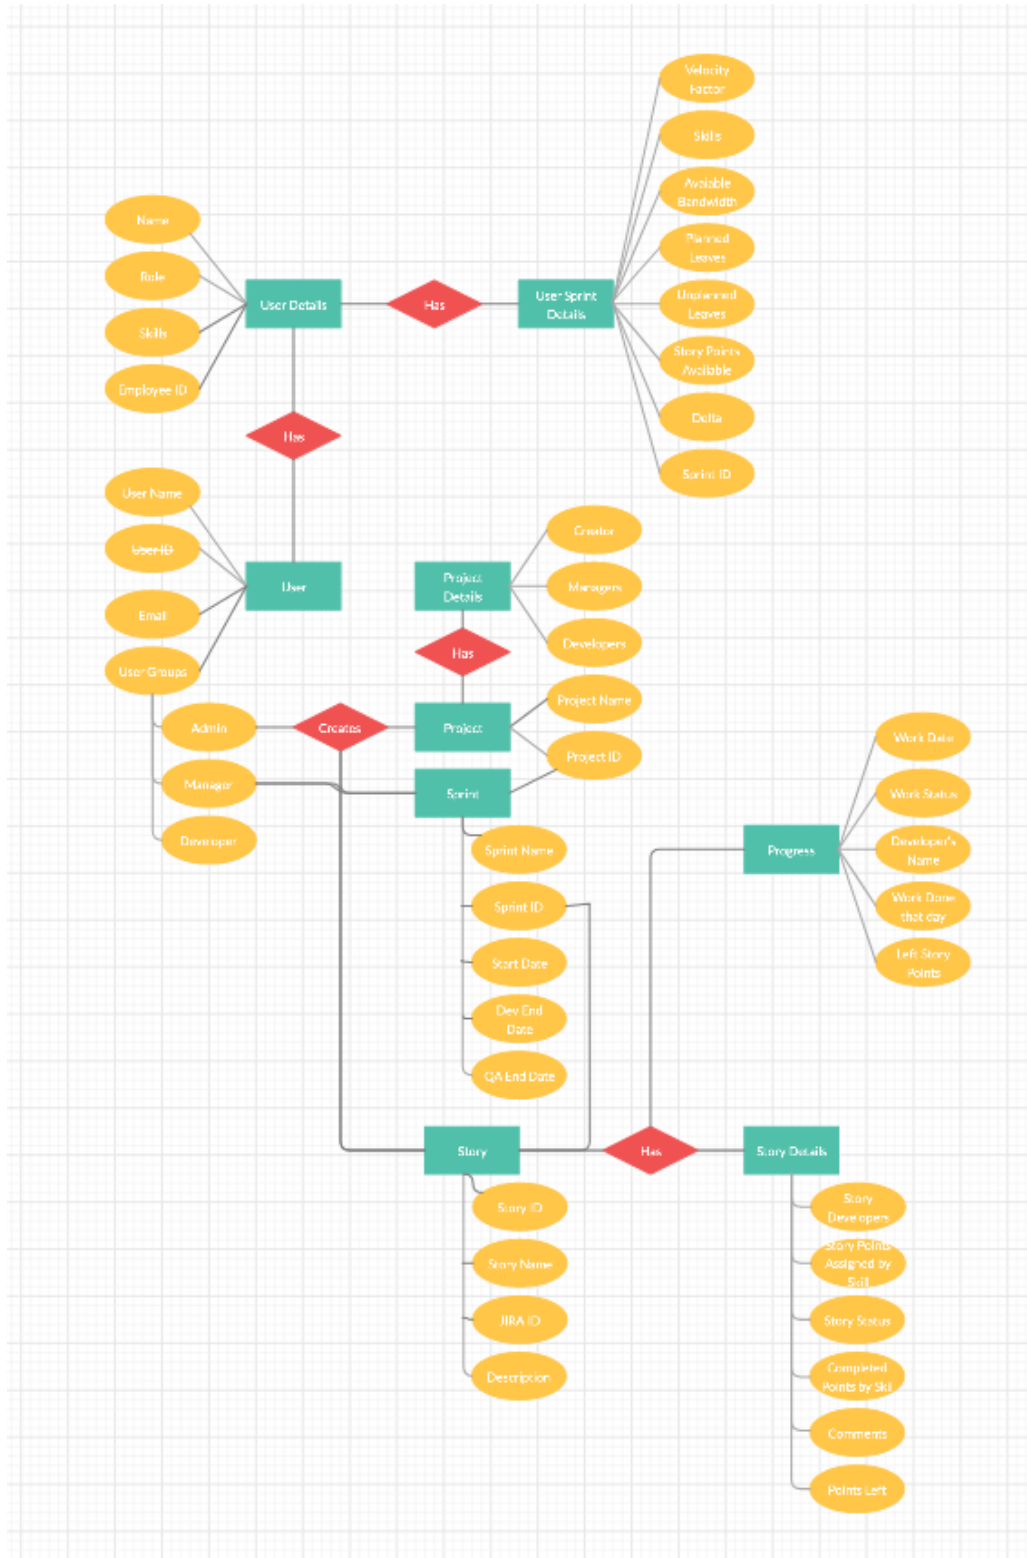 Velocity
Factor
Skills
Avaiable
Bandwidth
Planned
Leaves
Unplanned
Leaves
Story Points
Available
Delta
Sprint ID
Name
Role
Skills
Employee ID
User Details
Has
User Sprint
Details
Has
User Name
User ID
Email
User Groups
User
Admin
Manager
Developer
Creates
Project
Details
Creator
Managers
Developers
Has
Project
Project Name
Project ID
Sprint
Sprint Name
Sprint ID
Start Date
Dev End
Date
QA End Date
Progress
Work Date
Work Status
Developer's
Name
Work Done
that day
Left Story
Points
Story
Has
Story Details
Story ID
Story Name
JIRA ID
Description
Story
Developers
Story Points
Assigned by
Skill
Story Status
Completed
Points by Skil
Comments
Points Left